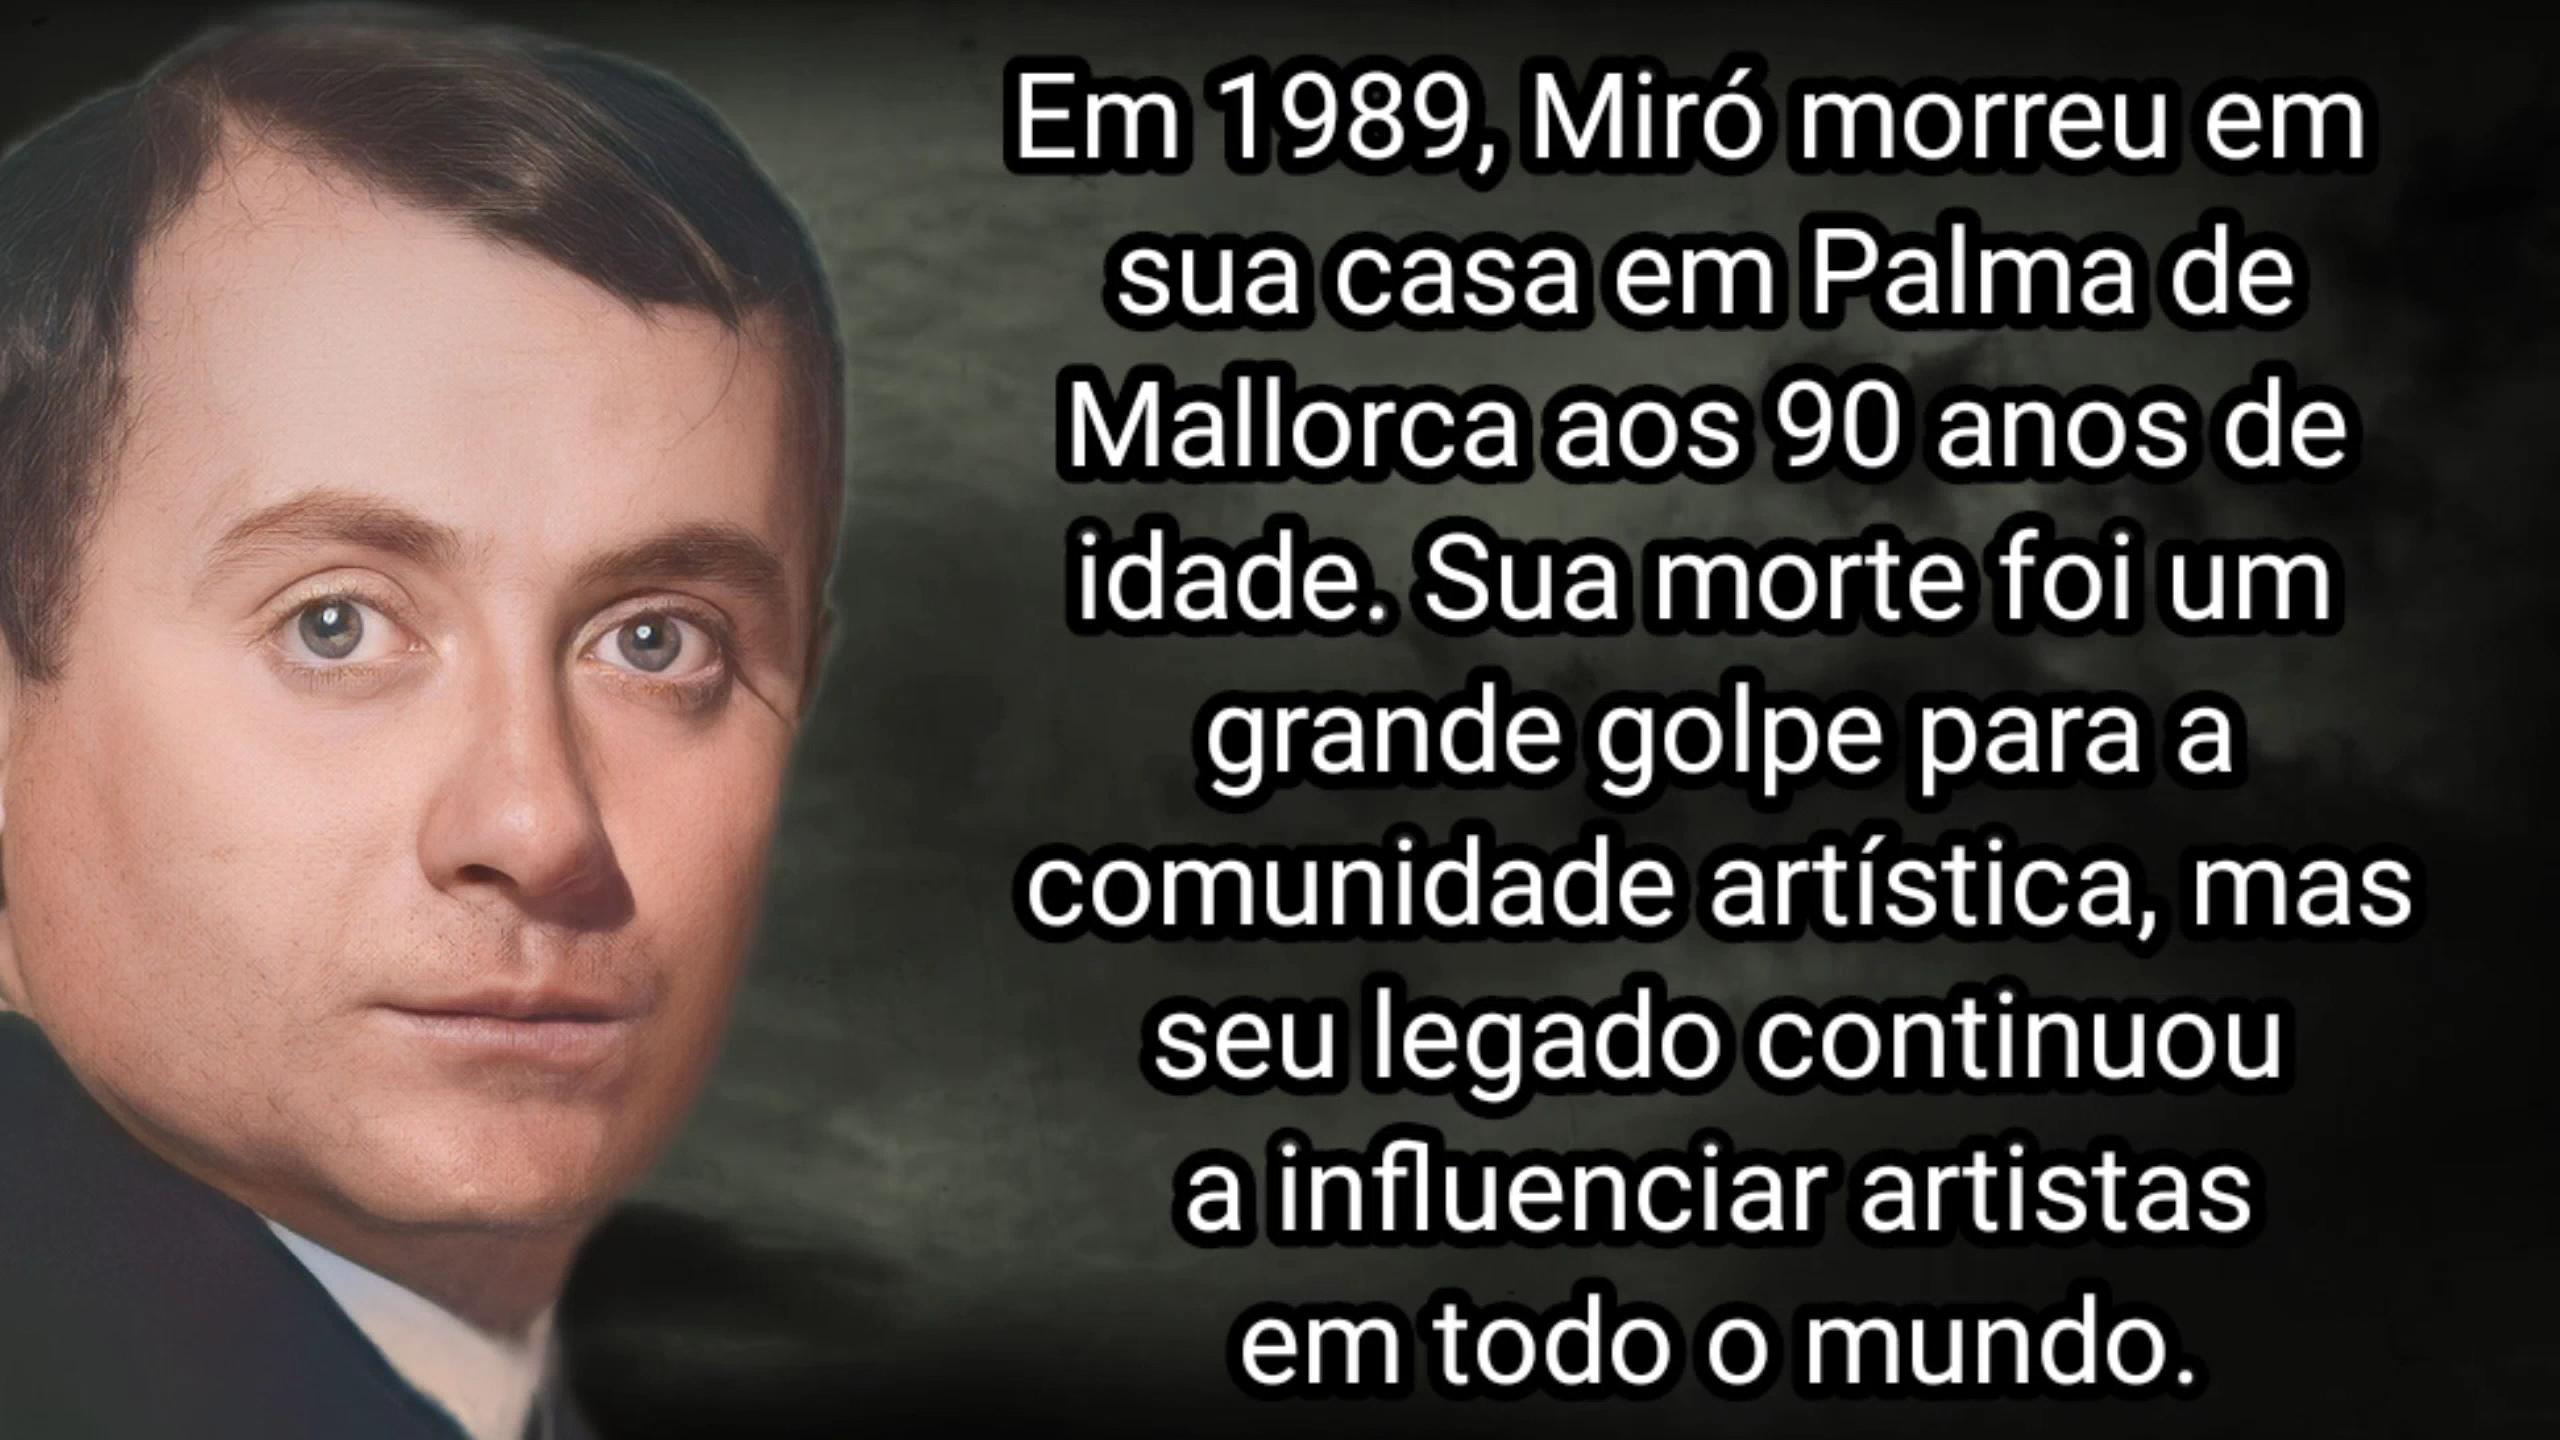 Em 1989, Miró morreu em
sua casa em Palma de
Mallorca aos 90 anos de
idade. Sua morte foi um
grande golpe para a
comunidade artística, mas
seu legado continuou
a influenciar artistas
em todo o mundo.